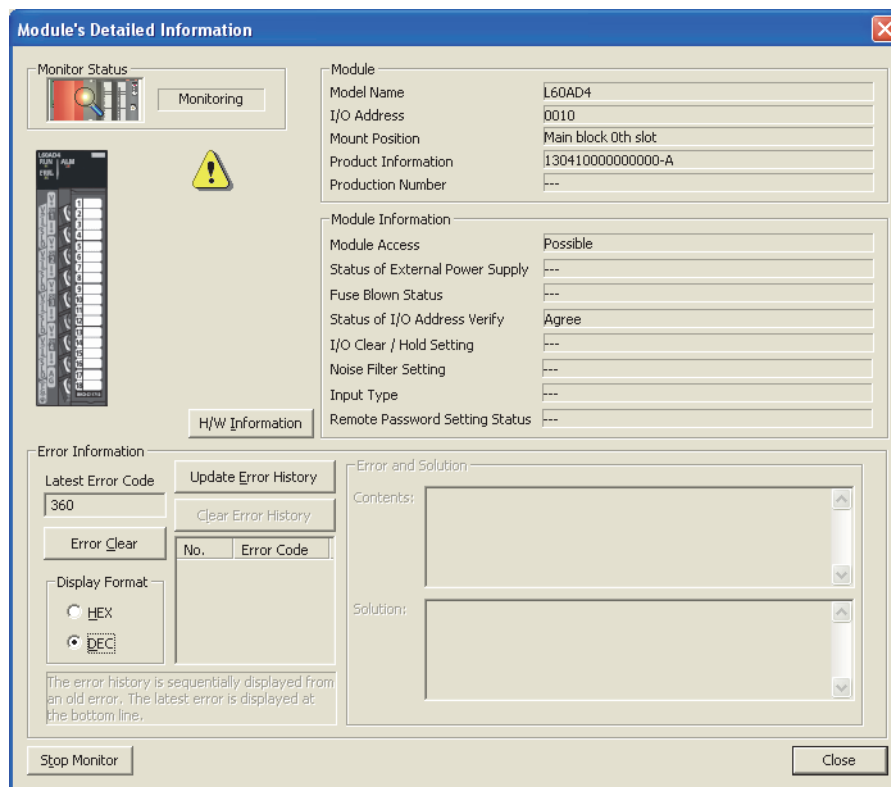 Module's Detailed Information
Monitor Status
Monitoring
Module
Model Name L60AD4
I/O Address 0010
Mount Position Main block 0th slot
Product Information 130410000000000-A
Production Number ---
L60AD4
RUN ALM
Module Information
Module Access Possible
Status of External Power Supply ---
Fuse Blown Status ---
Status of I/O Address Verify Agree
I/O Clear / Hold Setting ---
Noise Filter Setting ---
Input Type ---
Remote Password Setting Status ---
H/W Information
Error Information
Latest Error Code
360
Error Clear
Display Format
HEX
DEC
Update Error History
Clear Error History
No. Error Code
The error history is sequentially displayed from
an old error. The latest error is displayed at
the bottom line.
Error and Solution
Contents:
Solution:
Stop Monitor
Close